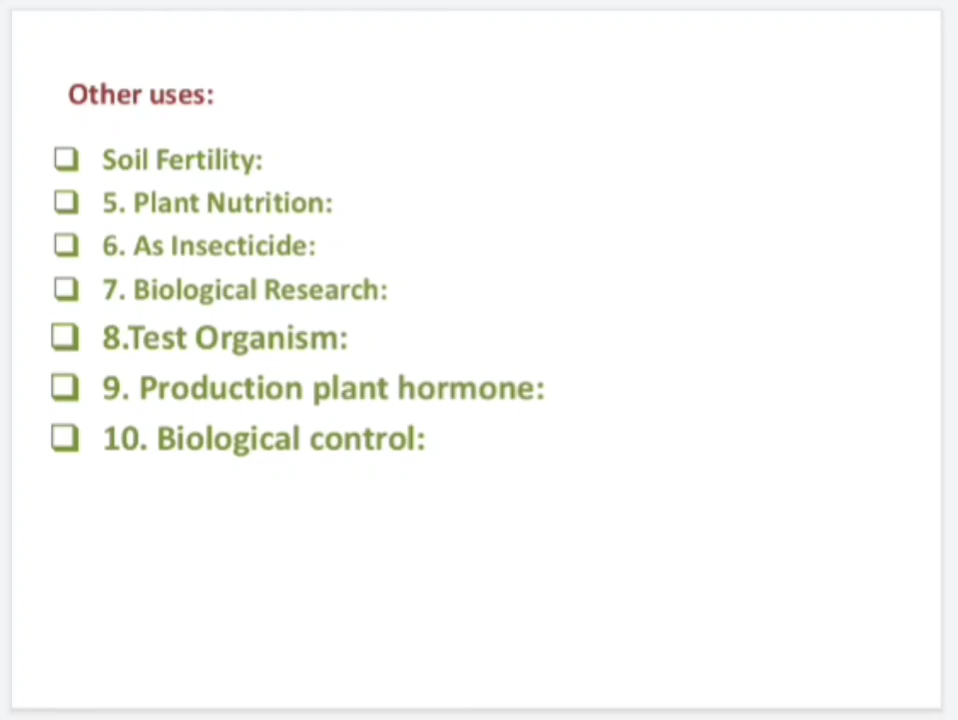 Other uses:
❑ Soil Fertility:
❑ 5. Plant Nutrition:
❑ 6. As Insecticide:
❑ 7. Biological Research:
❑ 8.Test Organism:
❑ 9. Production plant hormone:
❑ 10. Biological control: